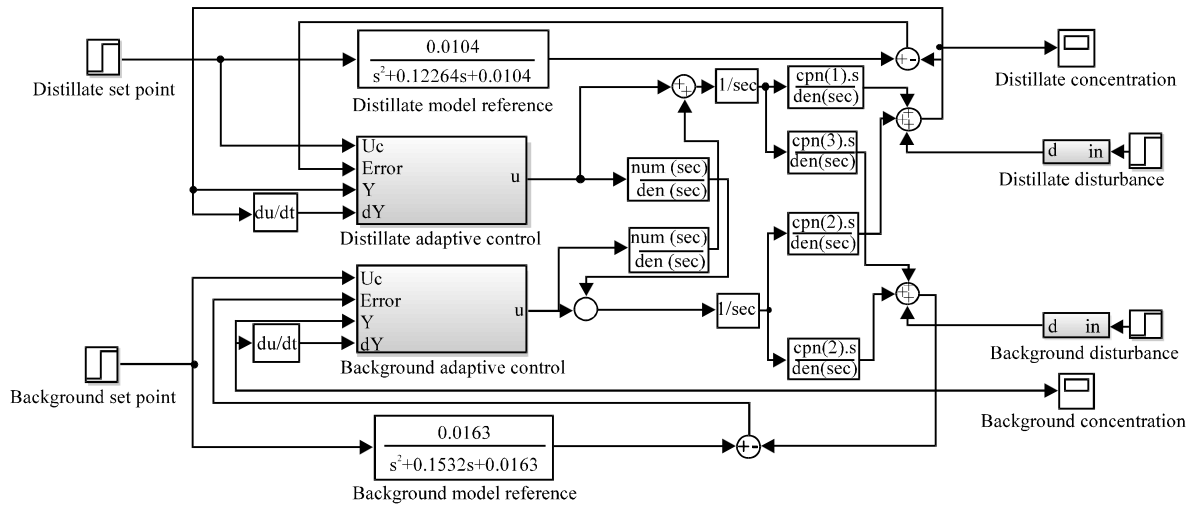 Distillate set point
0.0104
s²+0.12264s+0.0104
Distillate model reference
+-
Distillate concentration
Uc
Error
Y
dY
u
du/dt
Distillate adaptive control
++
1/sec
cpn(1).s
den(sec)
cpn(3).s
den(sec)
num (sec)
den (sec)
num (sec)
den (sec)
cpn(2).s
den(sec)
d in
Distillate disturbance
Uc
Error
Y
dY
u
du/dt
Background adaptive control
1/sec
cpn(2).s
den(sec)
d in
Background disturbance
Background set point
Background concentration
0.0163
s²+0.1532s+0.0163
Background model reference
+-